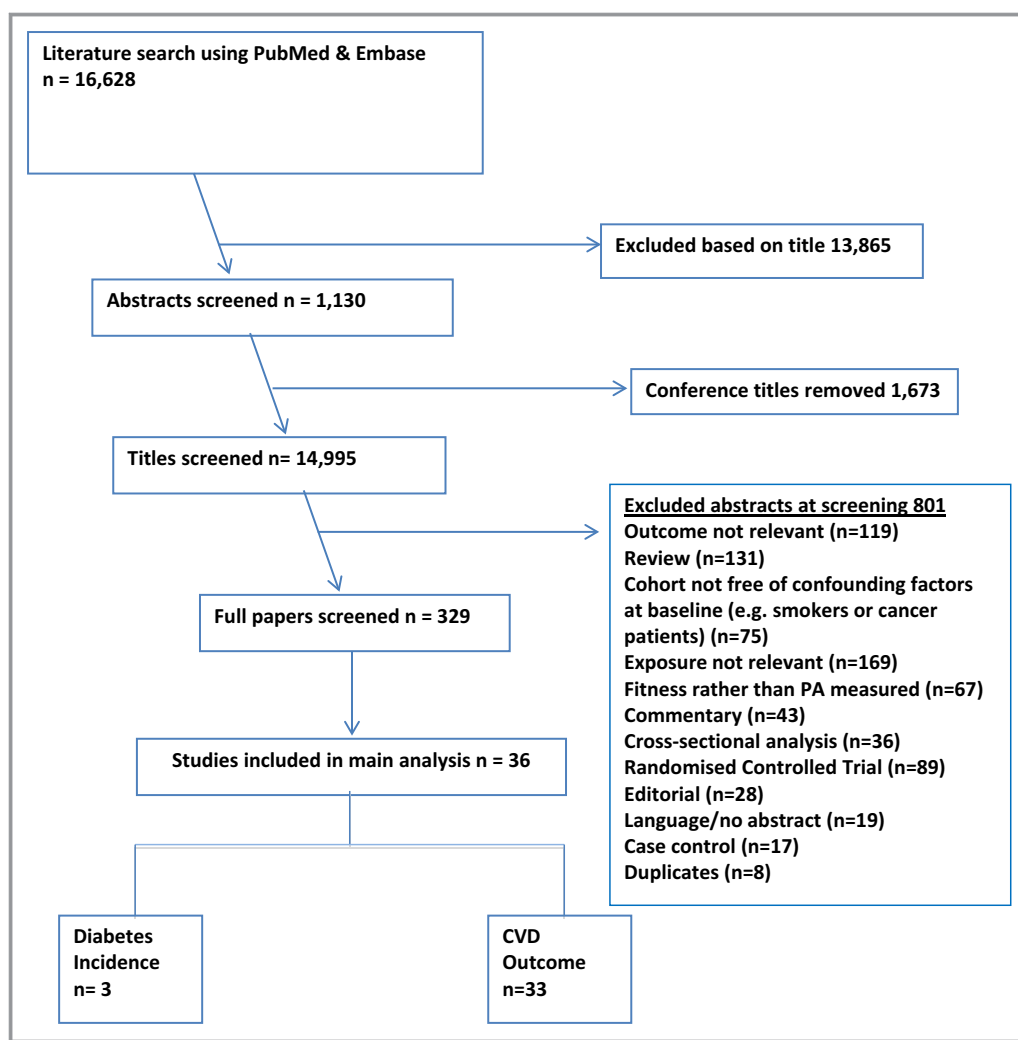 Literature search using PubMed & Embase
n = 16,628
Excluded based on title 13,865
Abstracts screened n = 1,130
Conference titles removed 1,673
Titles screened n= 14,995
Excluded abstracts at screening 801
Outcome not relevant (n=119)
Review (n=131)
Cohort not free of confounding factors
at baseline (e.g. smokers or cancer
patients) (n=75)
Exposure not relevant (n=169)
Fitness rather than PA measured (n=67)
Commentary (n=43)
Cross-sectional analysis (n=36)
Randomised Controlled Trial (n=89)
Editorial (n=28)
Language/no abstract (n=19)
Case control (n=17)
Duplicates (n=8)
Full papers screened n = 329
Studies included in main analysis n = 36
Diabetes
Incidence
n= 3
CVD
Outcome
n=33